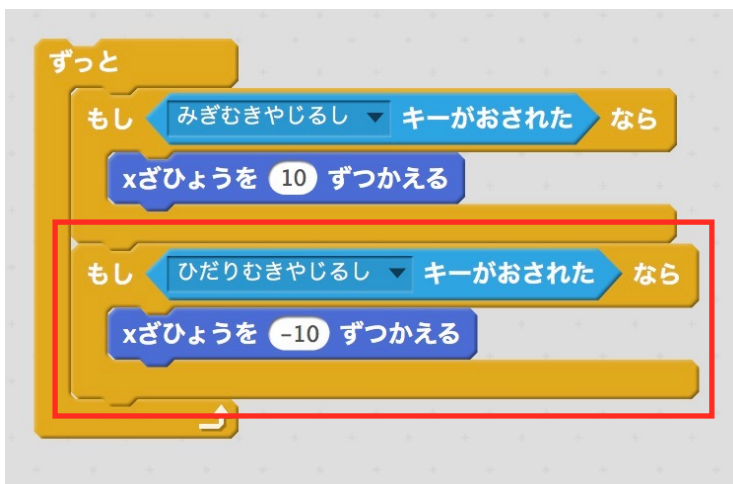 ずっと
もし みぎむきやじるし キーがおされた なら
xざひょうを 10 ずつかえる
もし ひだりむきやじるし キーがおされた なら
xざひょうを -10 ずつかえる